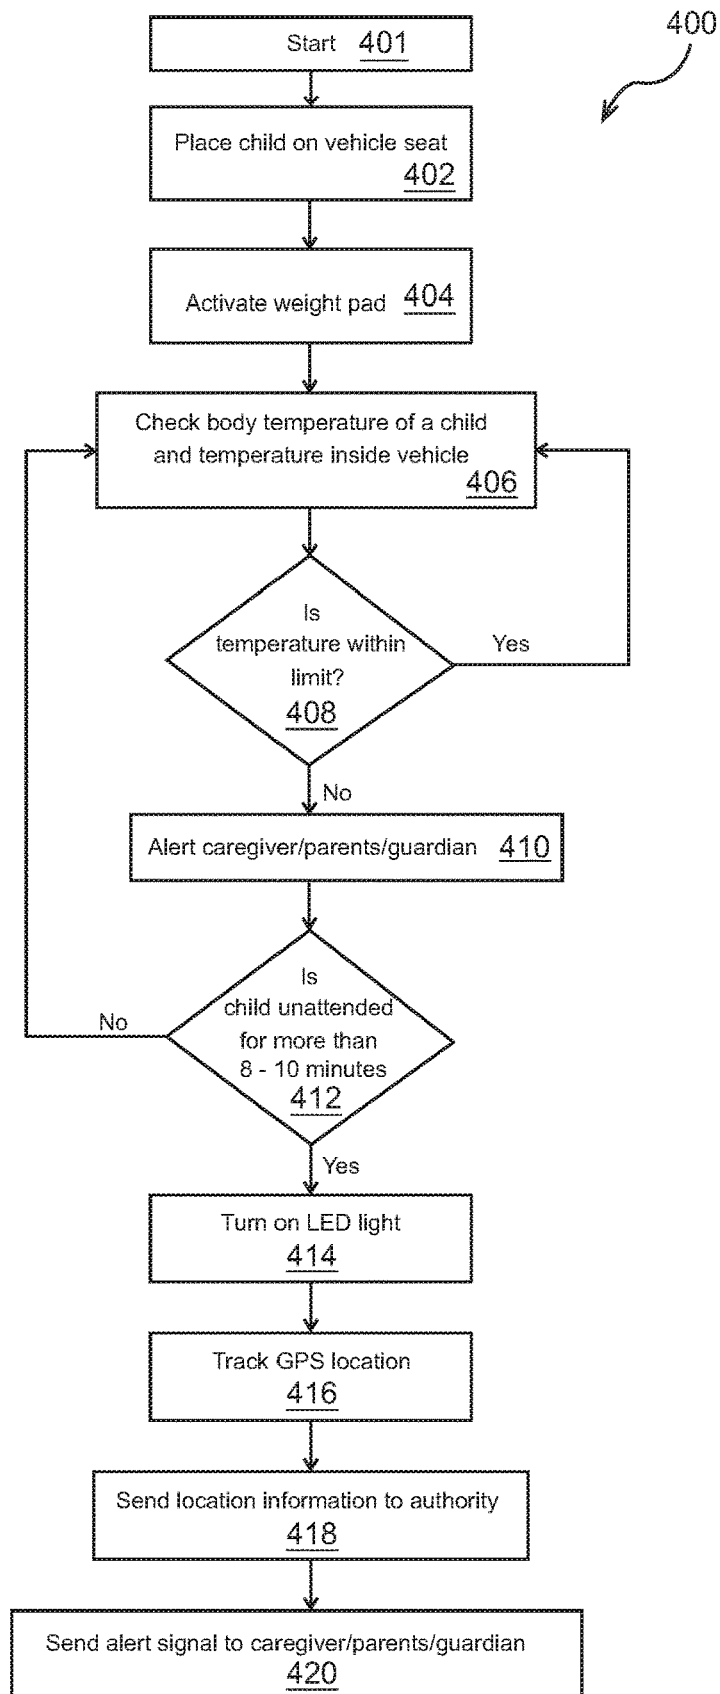 400
Start 401
Place child on vehicle seat
402
Activate weight pad 404
Check body temperature of a child
and temperature inside vehicle
406
Is
temperature within
limit?
408
Yes
No
Alert caregiver/parents/guardian 410
Is
child unattended
for more than
8 - 10 minutes
412
No
Yes
Turn on LED light
414
Track GPS location
416
Send location information to authority
418
Send alert signal to caregiver/parents/guardian
420